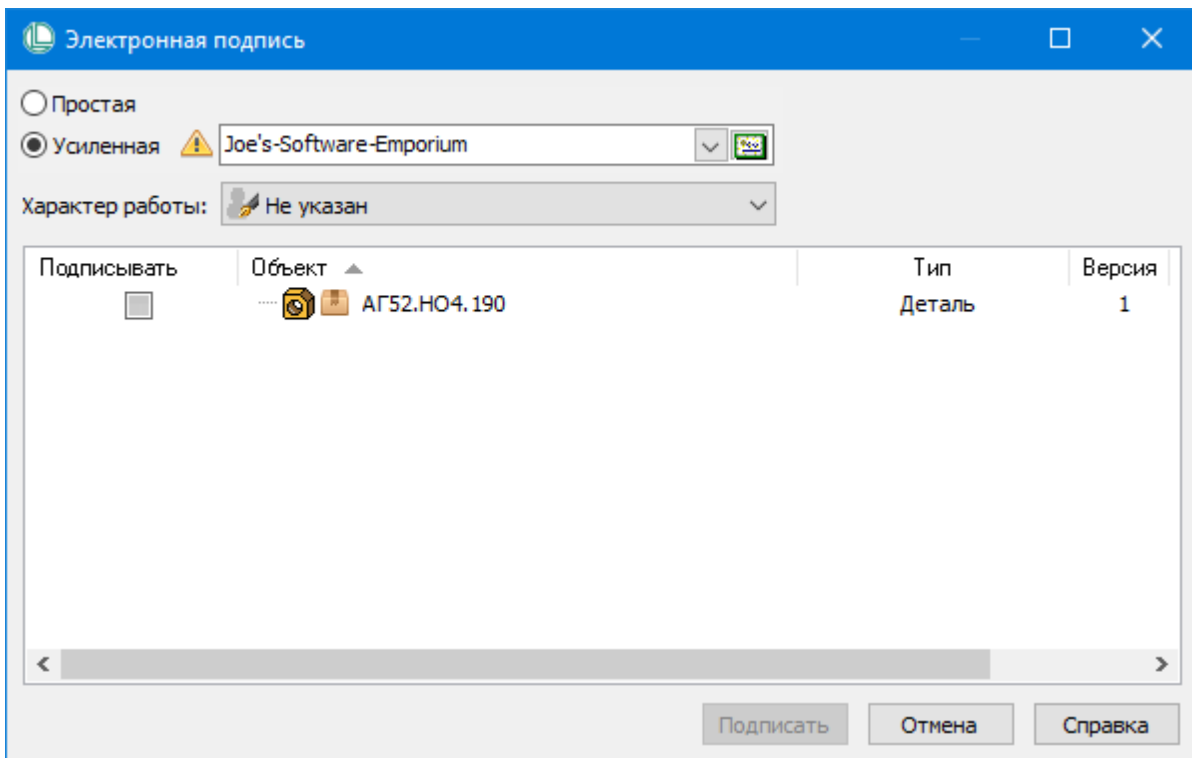 Электронная подпись
Простая
Усиленная Joe's-Software-Emporium
Характер работы: Не указан
Подписывать Объект Тип Версия
АГ52.НО4.190 Деталь 1
Подписать Отмена Справка